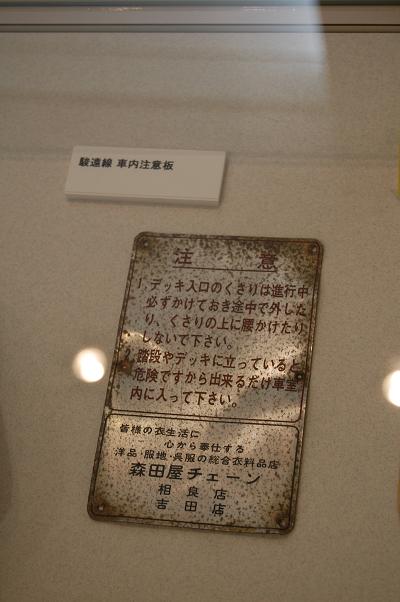 駿遠線 車内注意板
注 意
1. デッキ入口のくさりは進行中
必ずかけておき途中で外した
り、くさりの上に腰かけたり
しないで下さい。
2. 踏段やデッキに立っていると
危険ですから出来るだけ車室
内に入って下さい。
皆様の衣生活に
心から奉仕する
洋品・服地・呉服の総合衣料品店
森田屋チェーン
相良店
吉田店